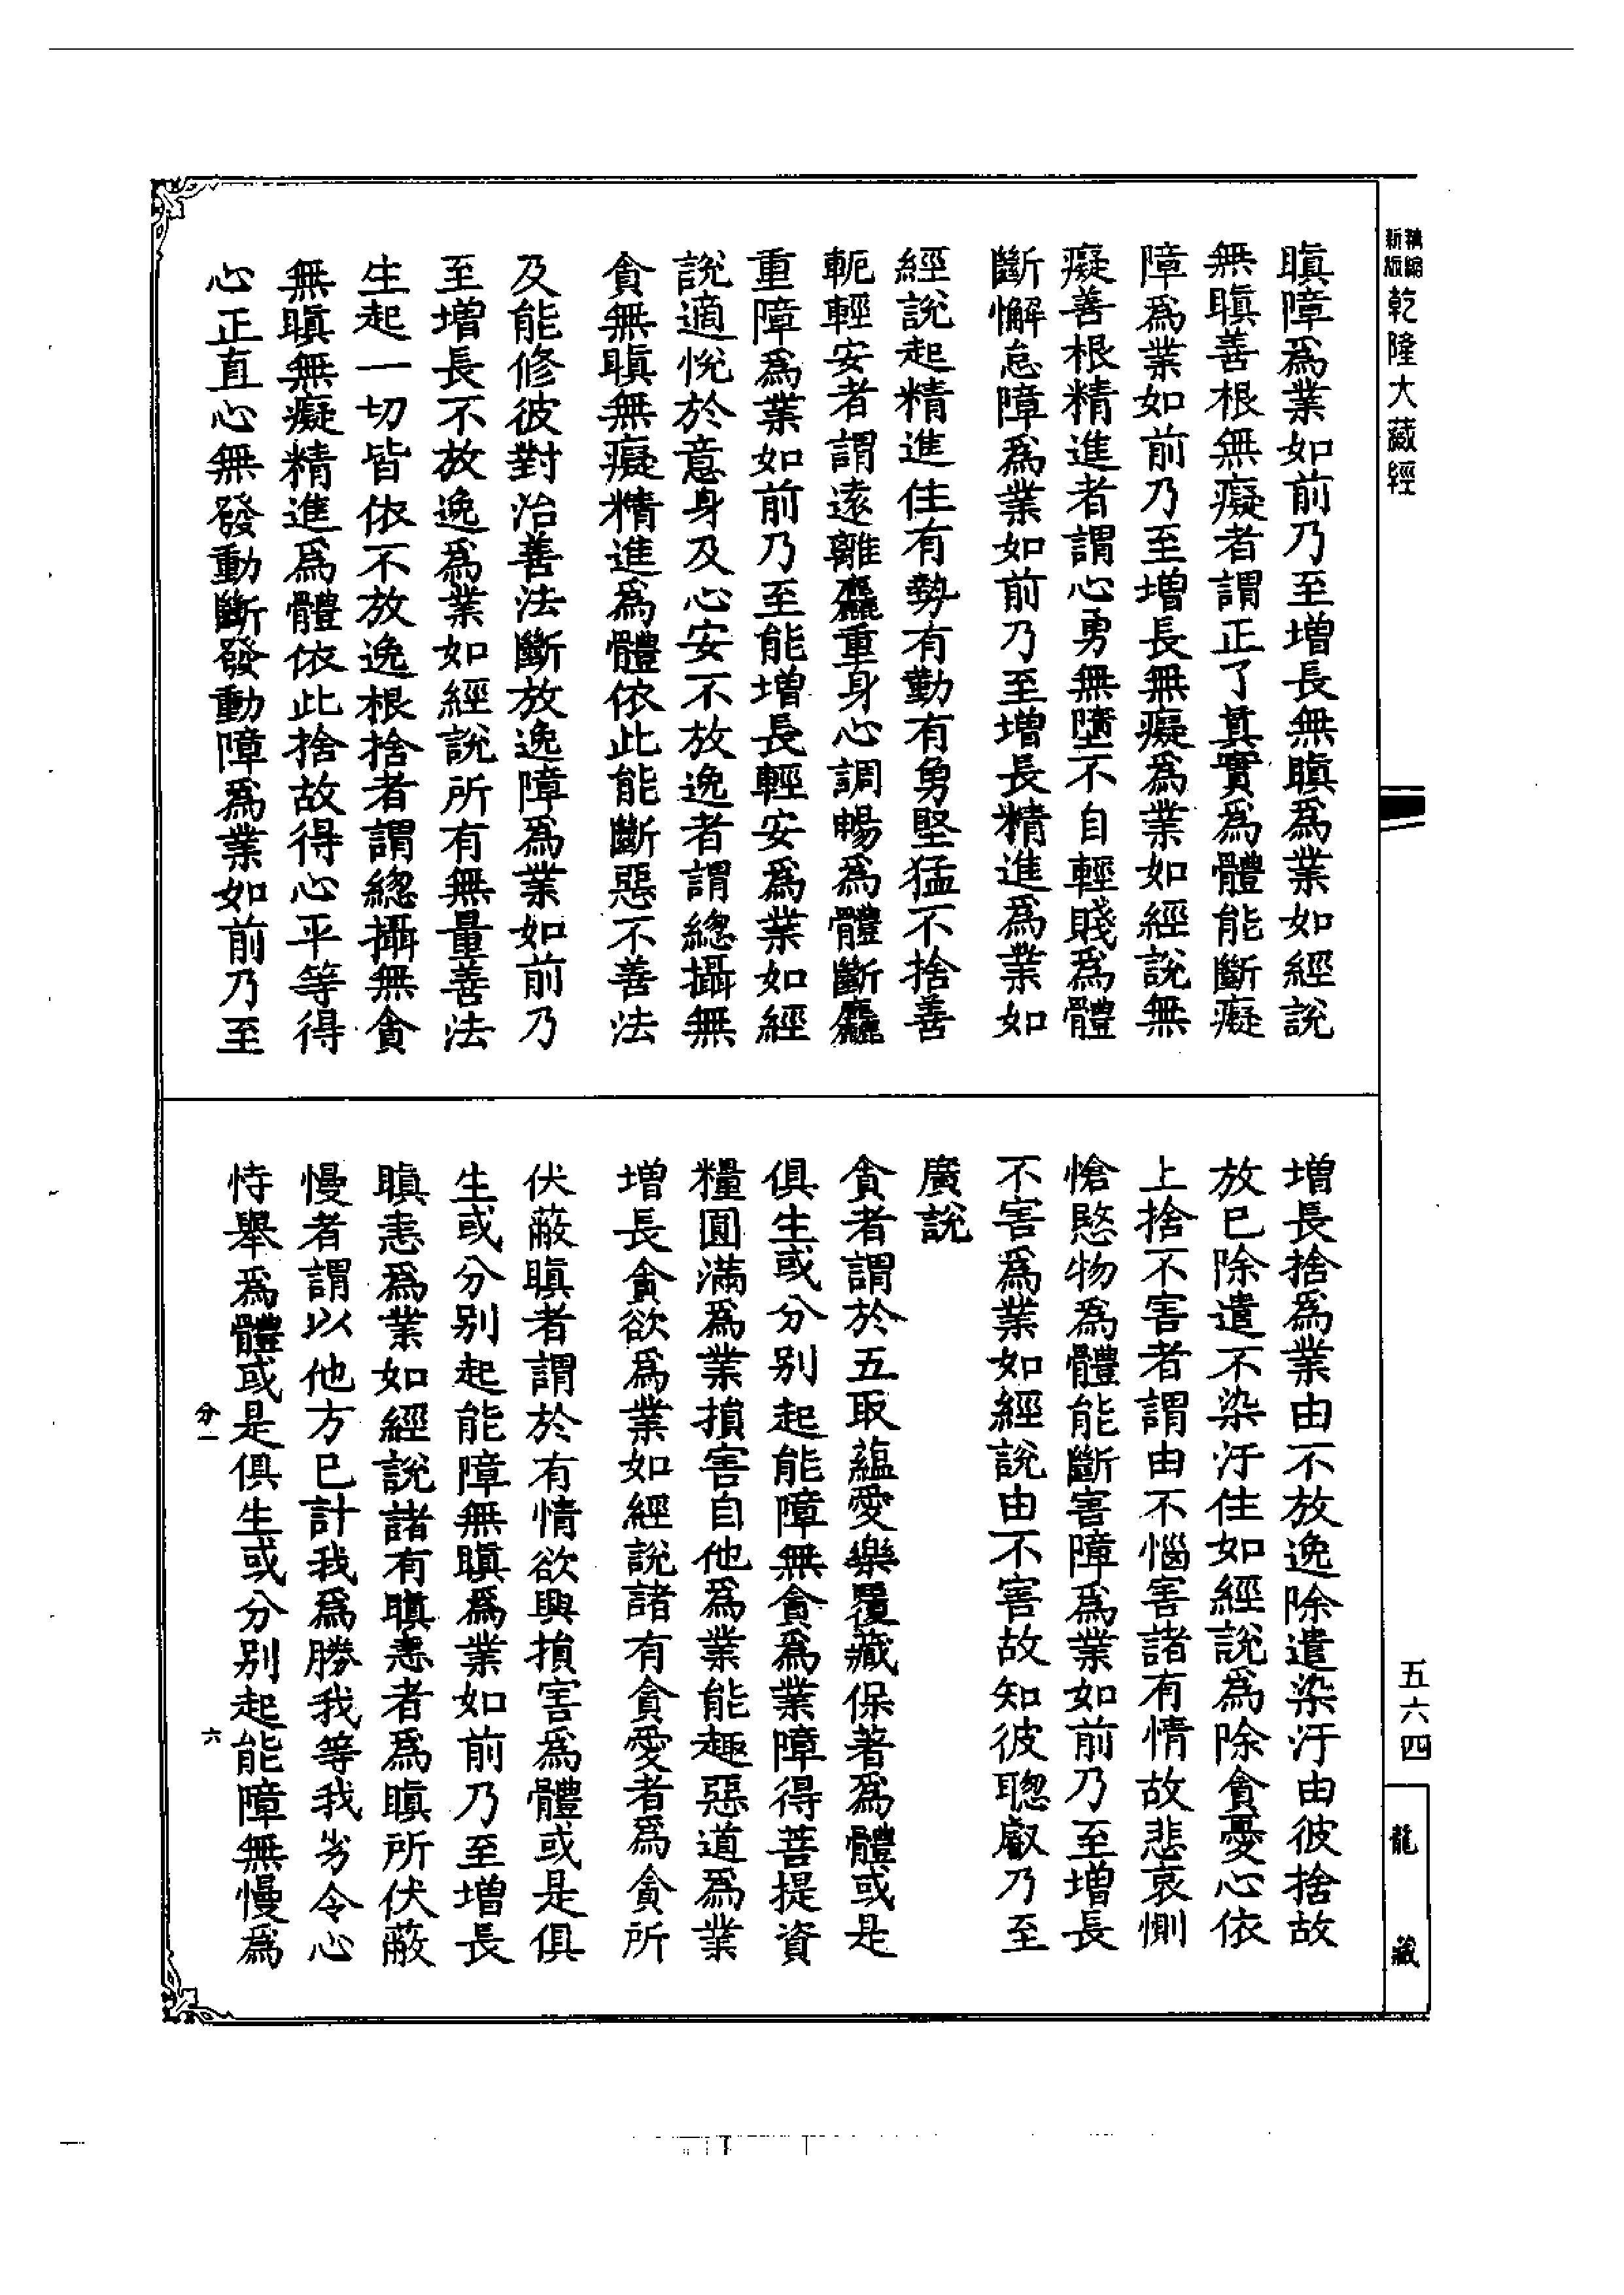 精縮
新版
乾隆大藏經
瞋障爲業如前乃至增長無瞋爲業如經說
無瞋善根無癡者謂正了真實爲體能斷癡
障爲業如前乃至增長無癡爲業如經說無
癡善根精進者謂心勇無墮不自輕賤爲體
斷懈怠障爲業如前乃至增長精進爲業如
經說起精進住有勢有勤有勇堅猛不捨善
軛輕安者謂遠離麤重身心調暢爲體斷麤
重障爲業如前乃至能增長輕安爲業如經
說適悅於意身及心安不放逸者謂總攝無
貪無瞋無癡精進爲體依此能斷惡不善法
及能修彼對治善法斷放逸障爲業如前乃
至增長不放逸爲業如經說所有無量善法
生起一切皆依不放逸根捨者謂總攝無貪
無瞋無癡精進爲體依此捨故得心平等得
心正直心無發動斷發動障爲業如前乃至
增長捨爲業由不放逸除遣染汙由彼捨故
放已除遣不染汙住如經說爲除貪憂心依
上捨不害者謂由不惱害諸有情故悲哀惻
愴愍物爲體能斷害障爲業如前乃至增長
不害爲業如經說由不害故知彼聰叡乃至
廣說
貪者謂於五取蘊愛樂覆藏保著爲體或是
俱生或分別起能障無貪爲業障得菩提資
糧圓滿爲業損害自他爲業能趣惡道爲業
增長貪欲爲業如經說諸有貪愛者爲貪所
伏蔽瞋者謂於有情欲興損害爲體或是俱
生或分別起能障無瞋爲業如前乃至增長
瞋恚爲業如經說諸有瞋恚者爲瞋所伏蔽
慢者謂以他方已計我爲勝我等我劣令心
恃舉爲體或是俱生或分別起能障無慢爲
分一
六
五六四
龍藏